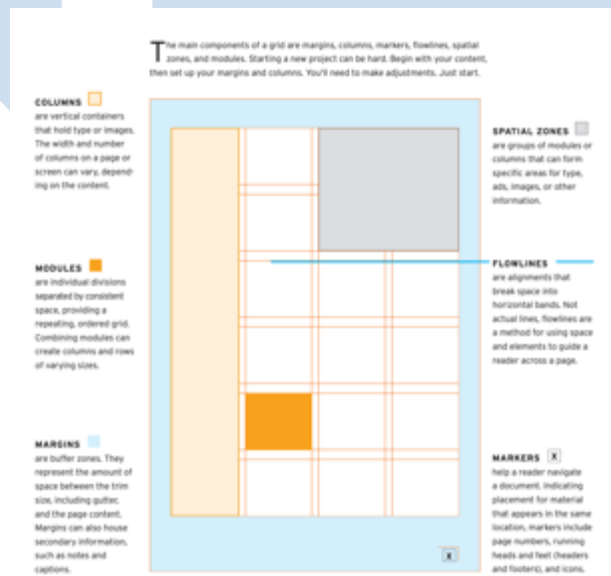 The main components of a grid are margins, columns, markers, flowlines, spatial
zones, and modules. Starting a new project can be hard. Begin with your content,
then set up your margins and columns. You'll need to make adjustments. Just start.
COLUMNS
are vertical containers
that hold type or images.
The width and number
of columns on a page or
screen can vary, depend-
ing on the content.
MODULES
are individual divisions
separated by consistent
space, providing a
repeating, ordered grid.
Combining modules can
create columns and rows
of varying sizes.
MARGINS
are buffer zones. They
represent the amount of
space between the trim
size, including gutter,
and the page content.
Margins can also house
secondary information,
such as notes and
captions.
SPATIAL ZONES
are groups of modules or
columns that can form
specific areas for type,
ads, images, or other
information.
FLOWLINES
are alignments that
break space into
horizontal bands. Not
actual lines, flowlines are
a method for using space
and elements to guide a
reader across a page.
MARKERS X
help a reader navigate
a document. Indicating
placement for material
that appears in the same
location, markers include
page numbers, running
heads and feet (headers
and footers), and icons.
X